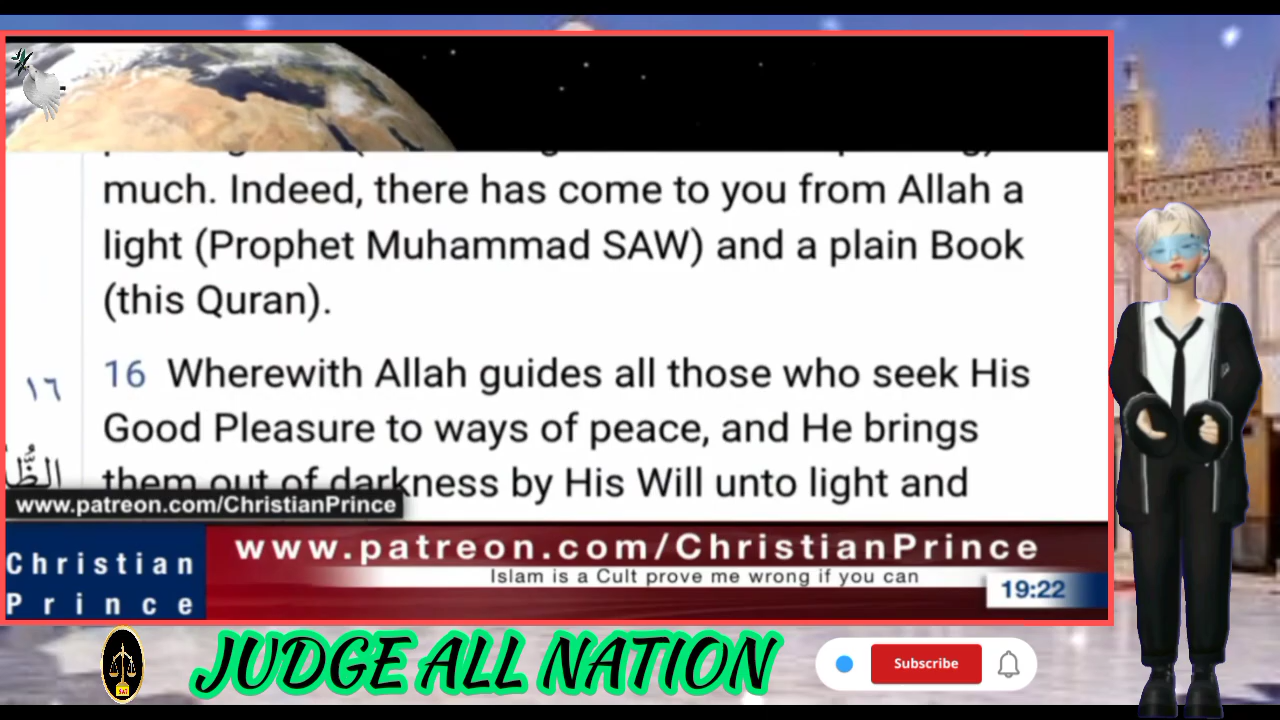 much. Indeed, there has come to you from Allah a
light (Prophet Muhammad SAW) and a plain Book
(this Quran).
١٦
16 Wherewith Allah guides all those who seek His
Good Pleasure to ways of peace, and He brings
them out of darkness by His Will unto light and
www.patreon.com/ChristianPrince
Christian
Prince
www.patreon.com/ChristianPrince
Islam is a Cult prove me wrong if you can
19:22
JUDGE ALL NATION
Subscribe